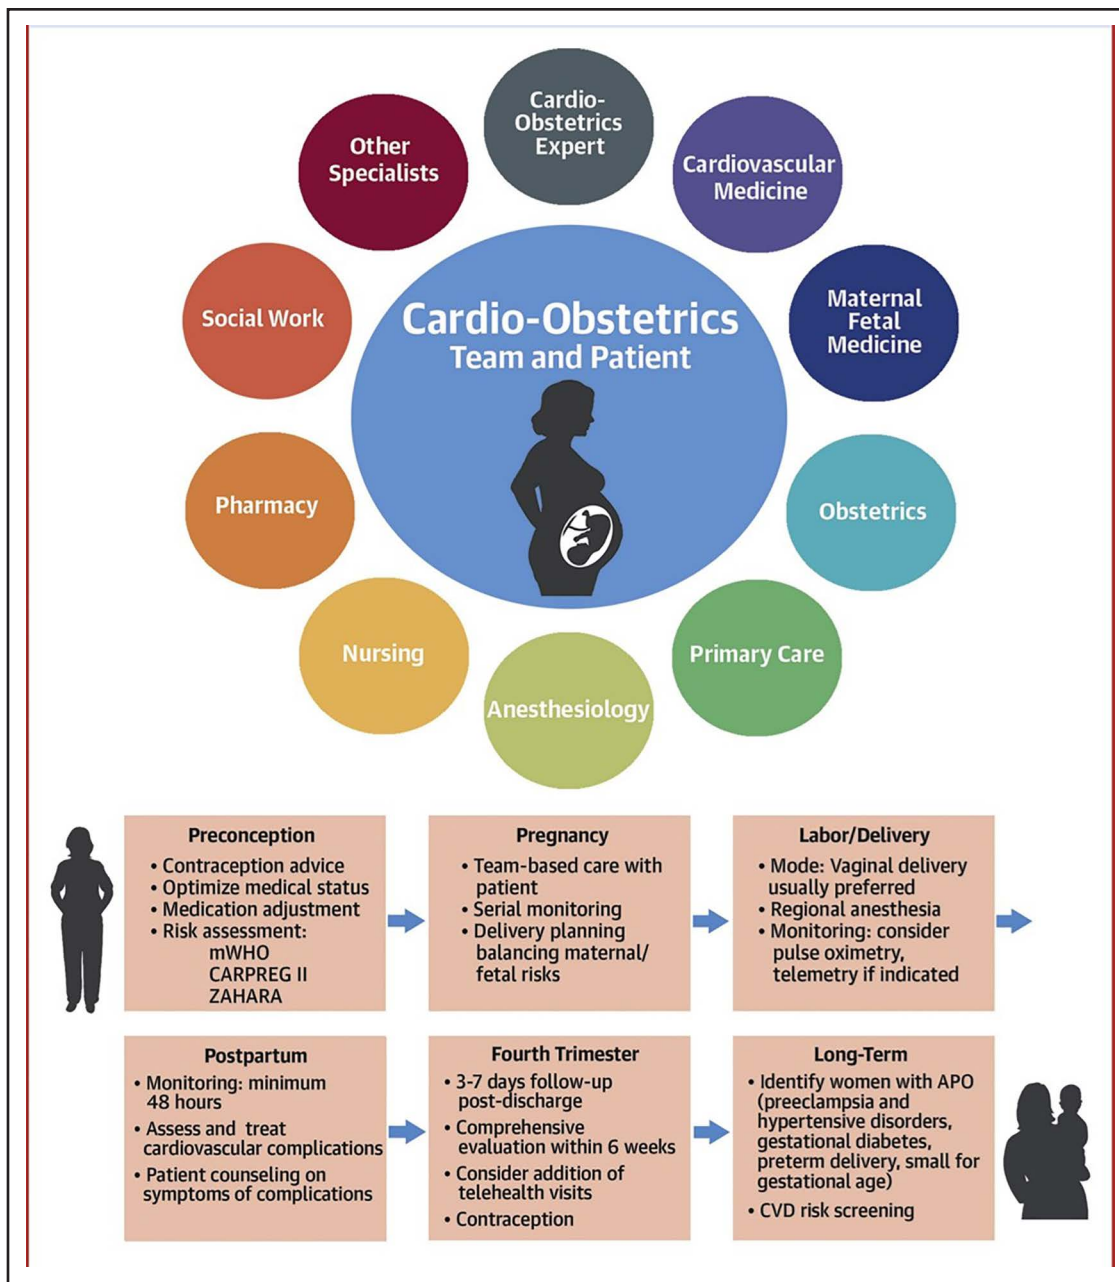 Cardio-
Obstetrics
Expert
Other
Specialists
Cardiovascular
Medicine
Social Work
Cardio-Obstetrics
Team and Patient
Maternal
Fetal
Medicine
Pharmacy
Obstetrics
Nursing
Primary Care
Anesthesiology
Preconception
• Contraception advice
• Optimize medical status
• Medication adjustment
• Risk assessment:
mWHO
CARPREG II
ZAHARA
Pregnancy
• Team-based care with
patient
• Serial monitoring
• Delivery planning
balancing maternal/
fetal risks
Labor/Delivery
• Mode: Vaginal delivery
usually preferred
• Regional anesthesia
• Monitoring: consider
pulse oximetry,
telemetry if indicated
Postpartum
• Monitoring: minimum
48 hours
• Assess and treat
cardiovascular complications
• Patient counseling on
symptoms of complications
Fourth Trimester
• 3-7 days follow-up
post-discharge
• Comprehensive
evaluation within 6 weeks
• Consider addition of
telehealth visits
• Contraception
Long-Term
• Identify women with APO
(preeclampsia and
hypertensive disorders,
gestational diabetes,
preterm delivery, small for
gestational age)
• CVD risk screening